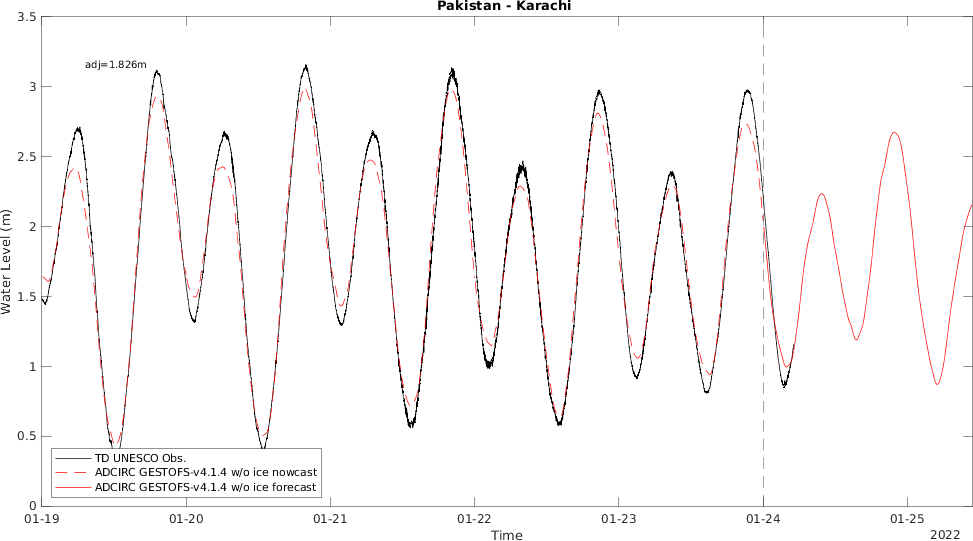 Pakistan - Karachi
3.5
3
2.5
2
1.5
1
0.5
0
Water Level (m)
adj=1.826m
TD UNESCO Obs.
ADCIRC GESTOFS-v4.1.4 w/o ice nowcast
ADCIRC GESTOFS-v4.1.4 w/o ice forecast
01-19 01-20 01-21 01-22 01-23 01-24 01-25
Time
2022